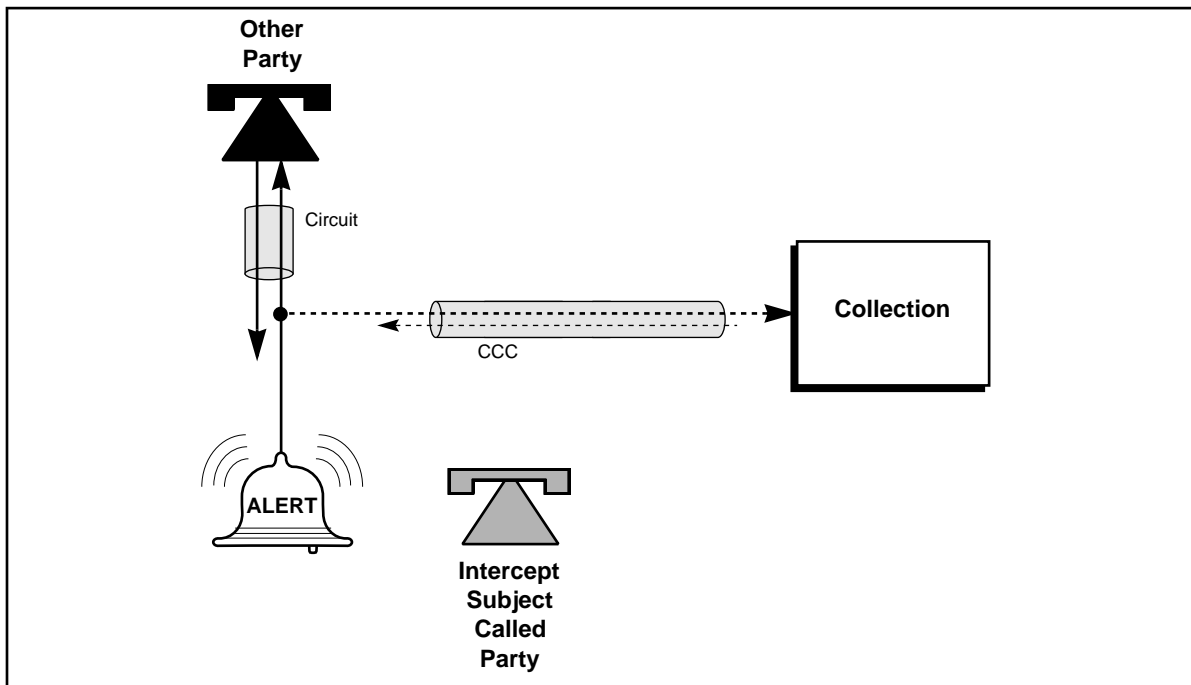 Other
Party
Circuit
Collection
CCC
ALERT
Intercept
Subject
Called
Party